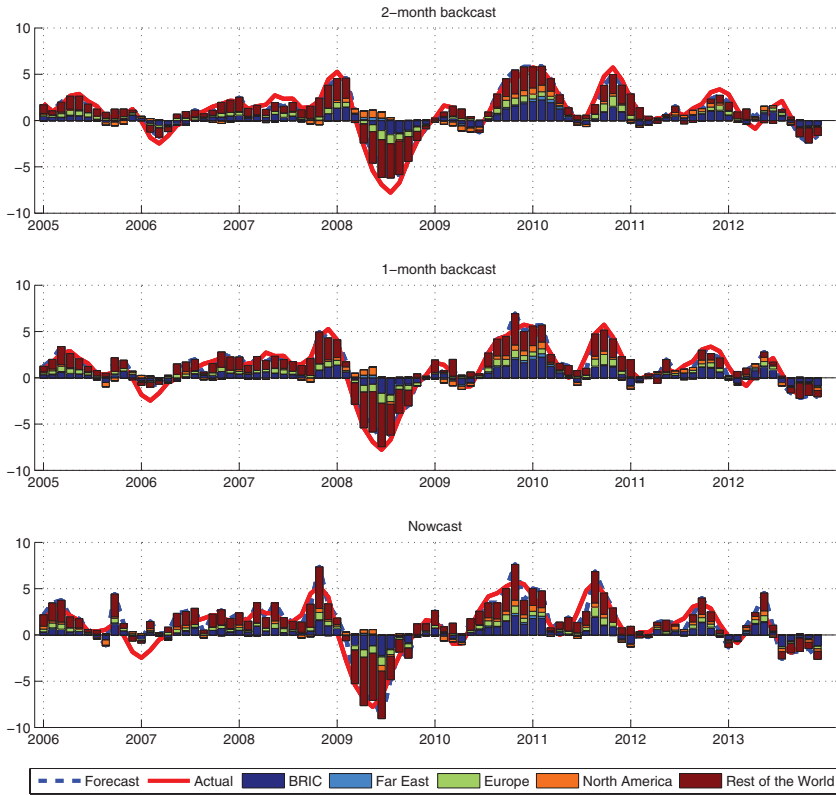 2−month backcast
10
5
0
−5
−10
2005 2006 2007 2008 2009 2010 2011 2012
1−month backcast
10
5
0
−5
−10
2005 2006 2007 2008 2009 2010 2011 2012
Nowcast
10
5
0
−5
−10
2006 2007 2008 2009 2010 2011 2012 2013
Forecast Actual BRIC Far East Europe North America Rest of the World